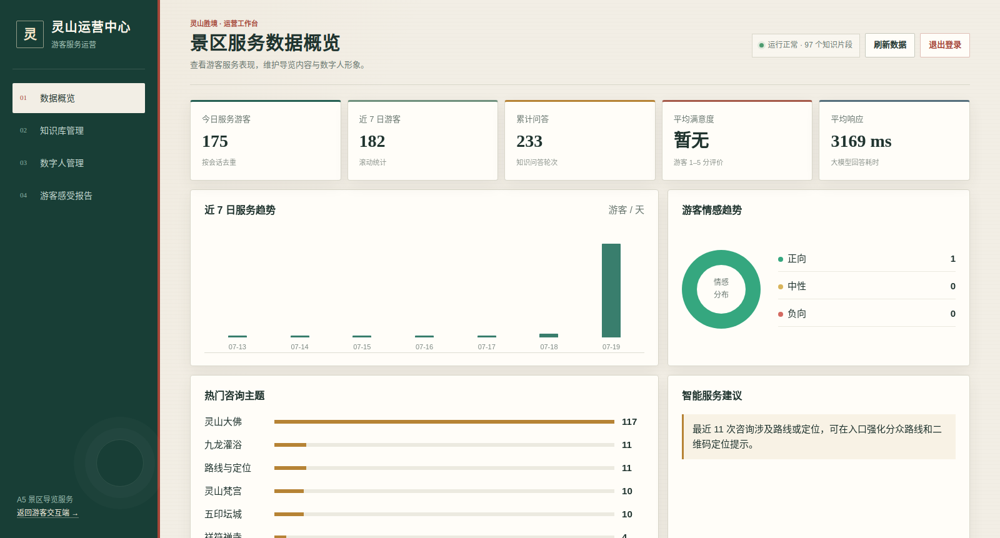 灵
灵山运营中心
游客服务运营
01 数据概览
02 知识库管理
03 数字人管理
04 游客感受报告
A5 景区导览服务
返回游客交互端 →
灵山胜境 · 运营工作台
景区服务数据概览
查看游客服务表现，维护导览内容与数字人形象。
运行正常 · 97 个知识片段
刷新数据
退出登录
今日服务游客
175
按会话去重
近 7 日游客
182
滚动统计
累计问答
233
知识问答轮次
平均满意度
暂无
游客 1–5 分评价
平均响应
3169 ms
大模型回答耗时
近 7 日服务趋势
游客 / 天
07-13
07-14
07-15
07-16
07-17
07-18
07-19
游客情感趋势
情感
分布
正向 1
中性 0
负向 0
热门咨询主题
灵山大佛 117
九龙灌浴 11
路线与定位 11
灵山梵宫 10
五印坛城 10
祥符禅寺 4
智能服务建议
最近 11 次咨询涉及路线或定位，可在入口强化分众路线和二
维码定位提示。